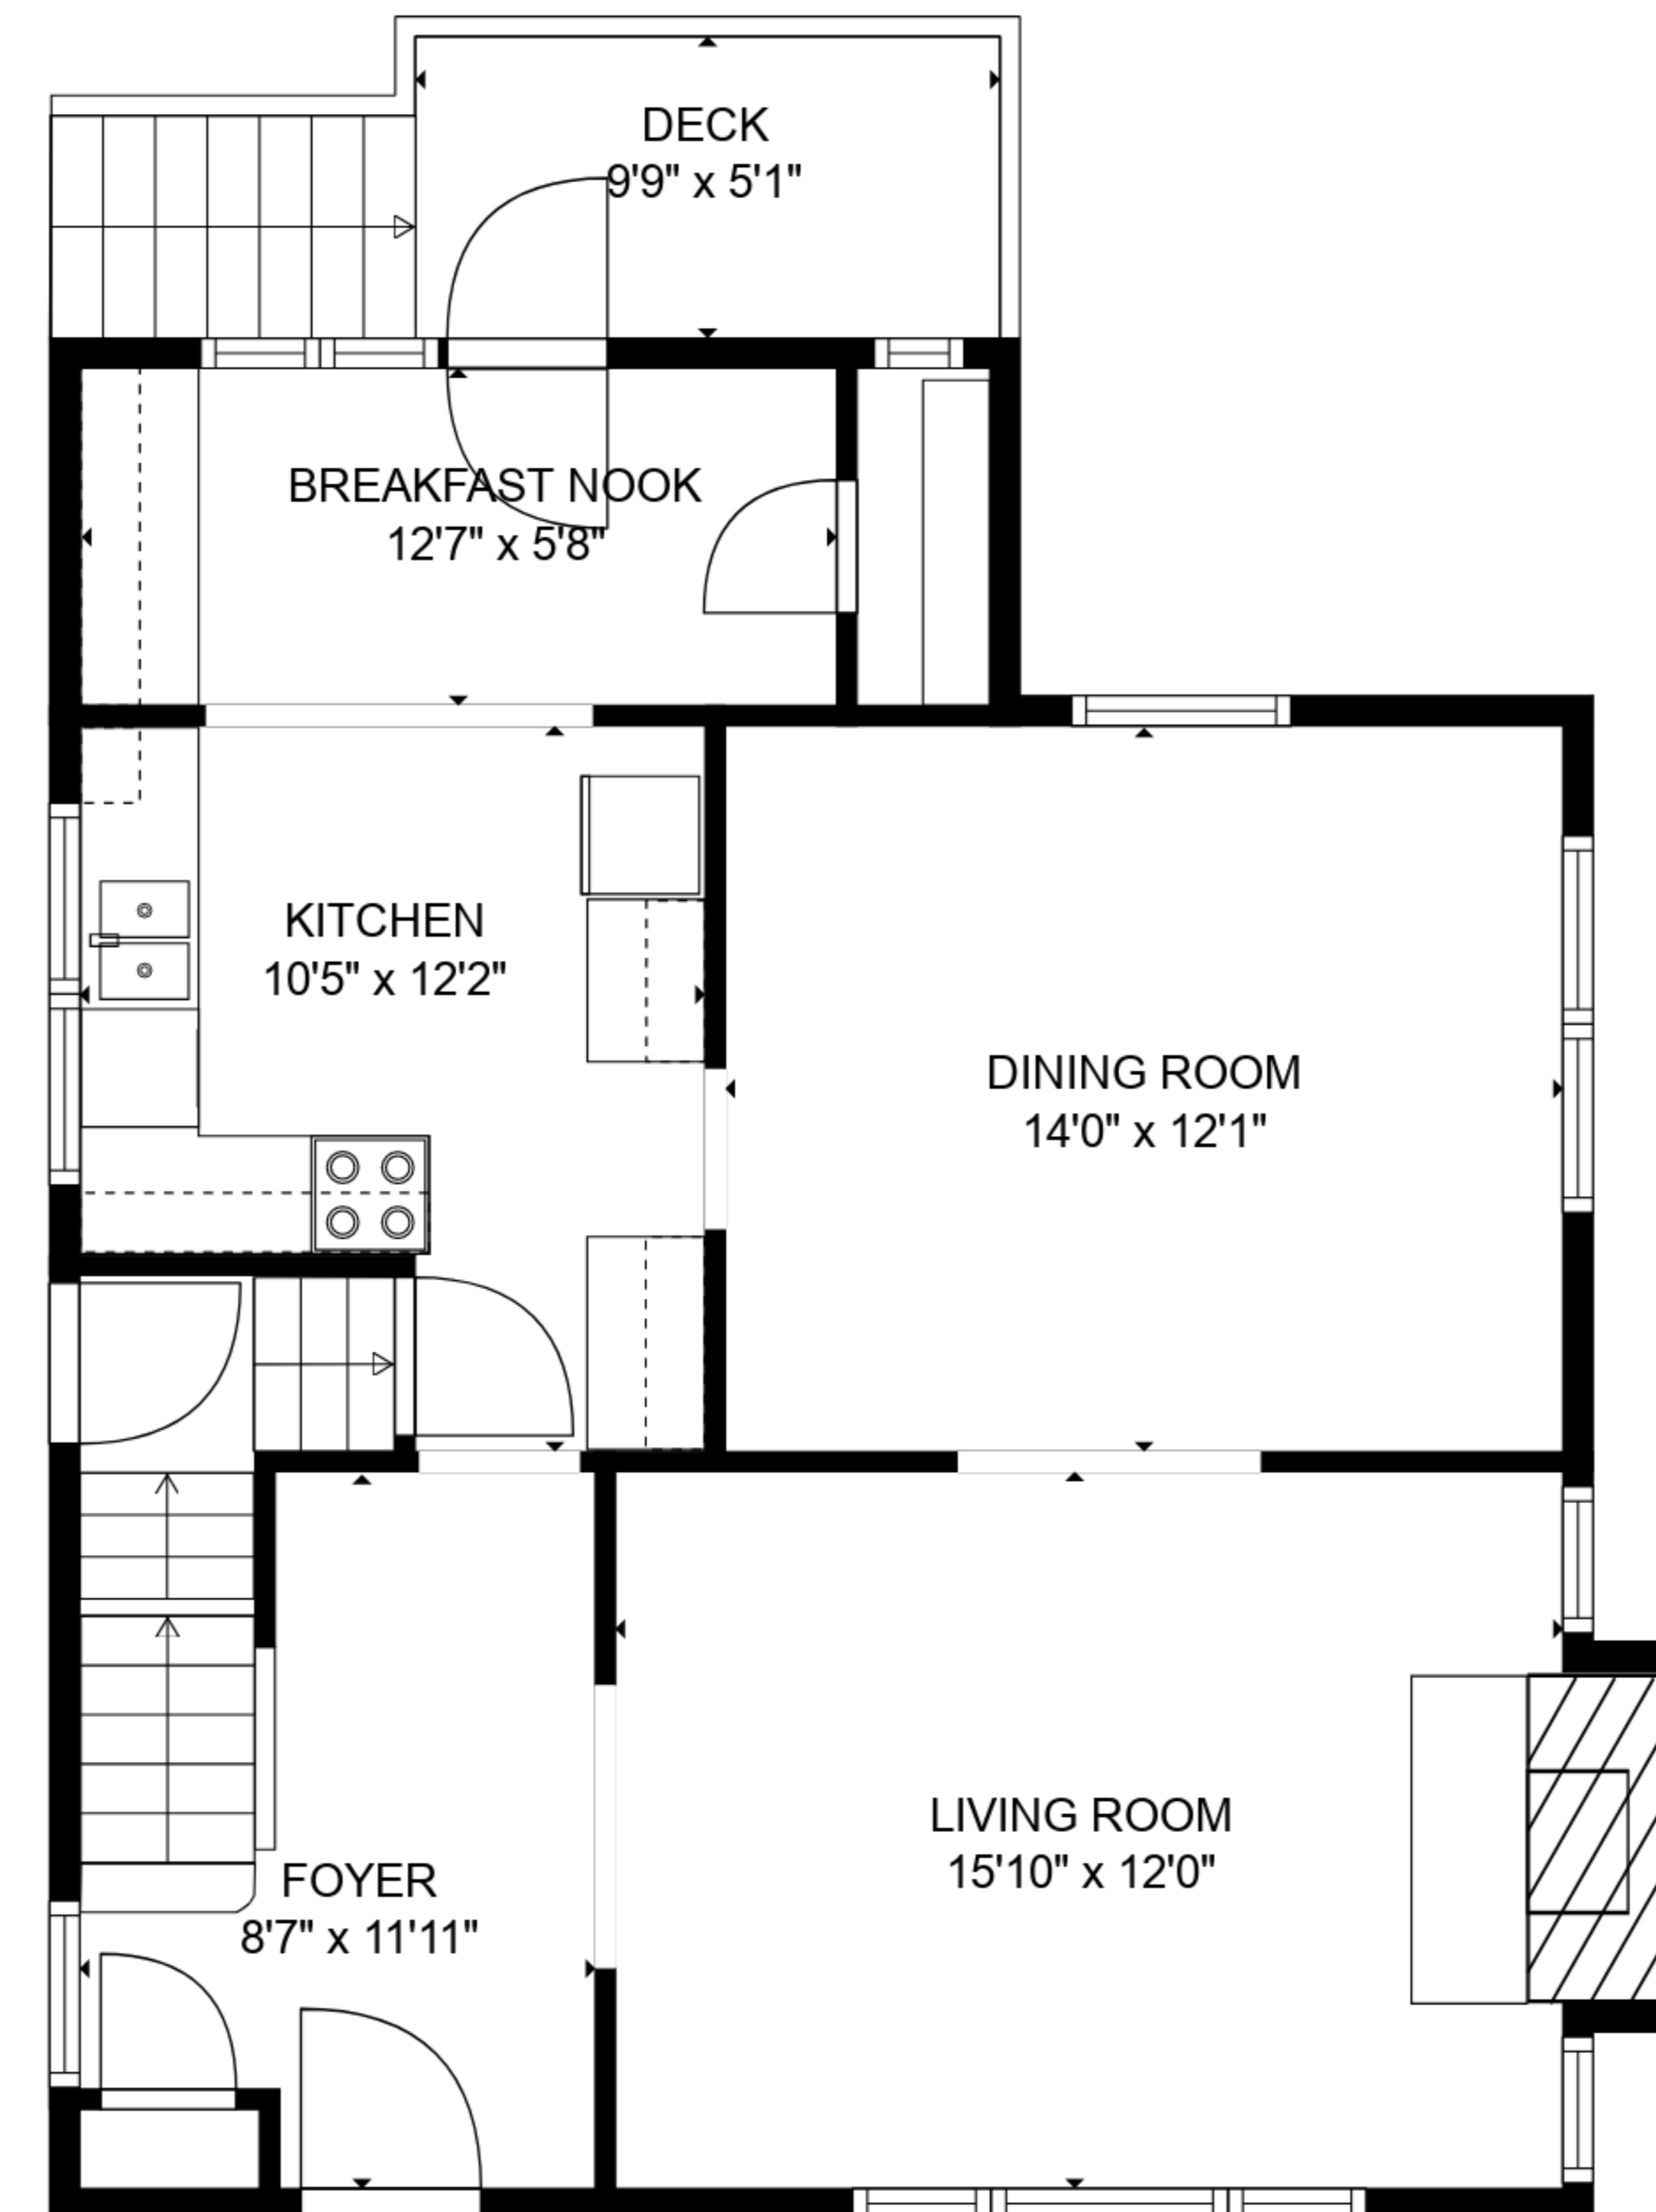 DECK
9'9" x 5'1"
BREAKFAST NOOK
12'7" x 5'8"
KITCHEN
10'5" x 12'2"
DINING ROOM
14'0" x 12'1"
LIVING ROOM
15'10" x 12'0"
FOYER
8'7" x 11'11"